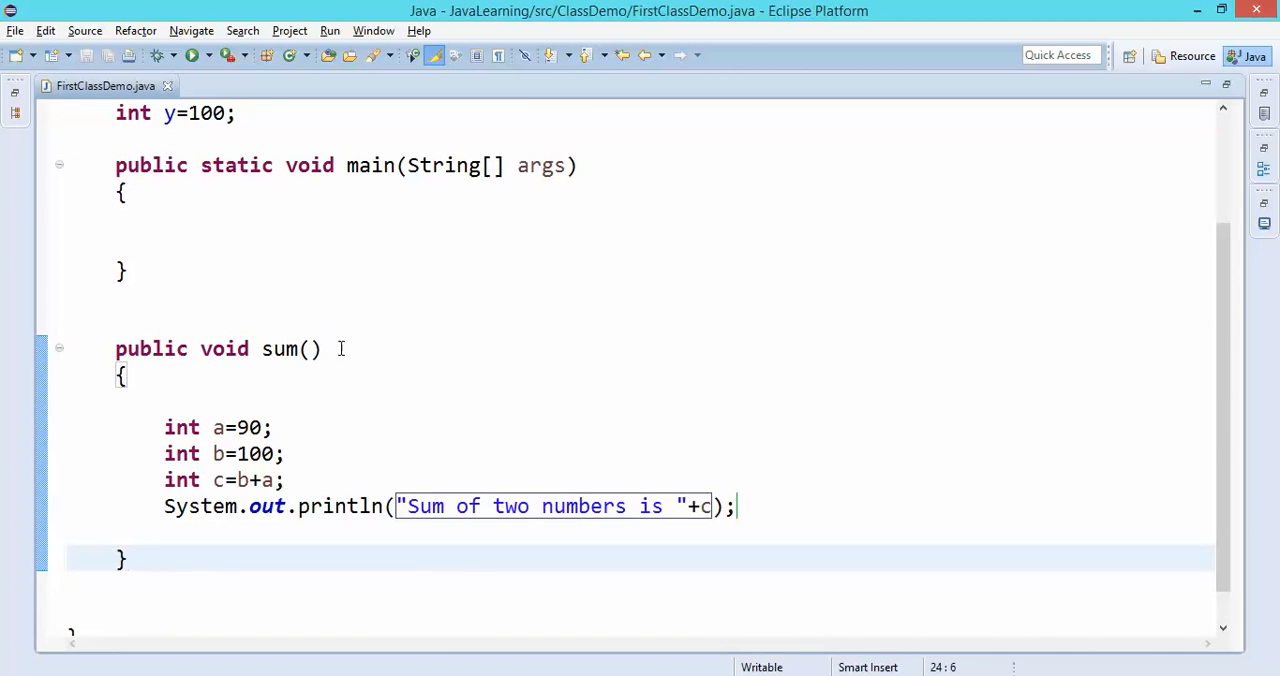 Java - JavaLearning/src/ClassDemo/FirstClassDemo.java - Eclipse Platform
File Edit Source Refactor Navigate Search Project Run Window Help
Quick Access Resource Java
FirstClassDemo.java
int y=100;
public static void main(String[] args)
{
}
public void sum()
{
int a=90;
int b=100;
int c=b+a;
System.out.println("Sum of two numbers is "+c);
}
Writable Smart Insert 24 : 6